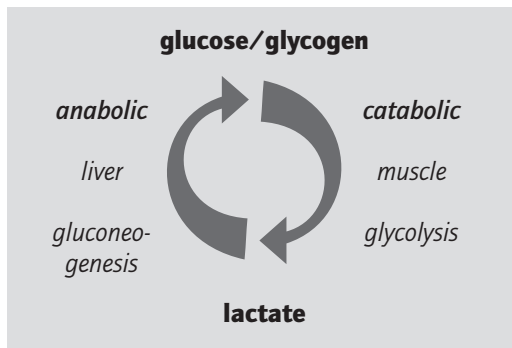 glucose/glycogen
anabolic
catabolic
liver
muscle
gluconeo-
genesis
glycolysis
lactate